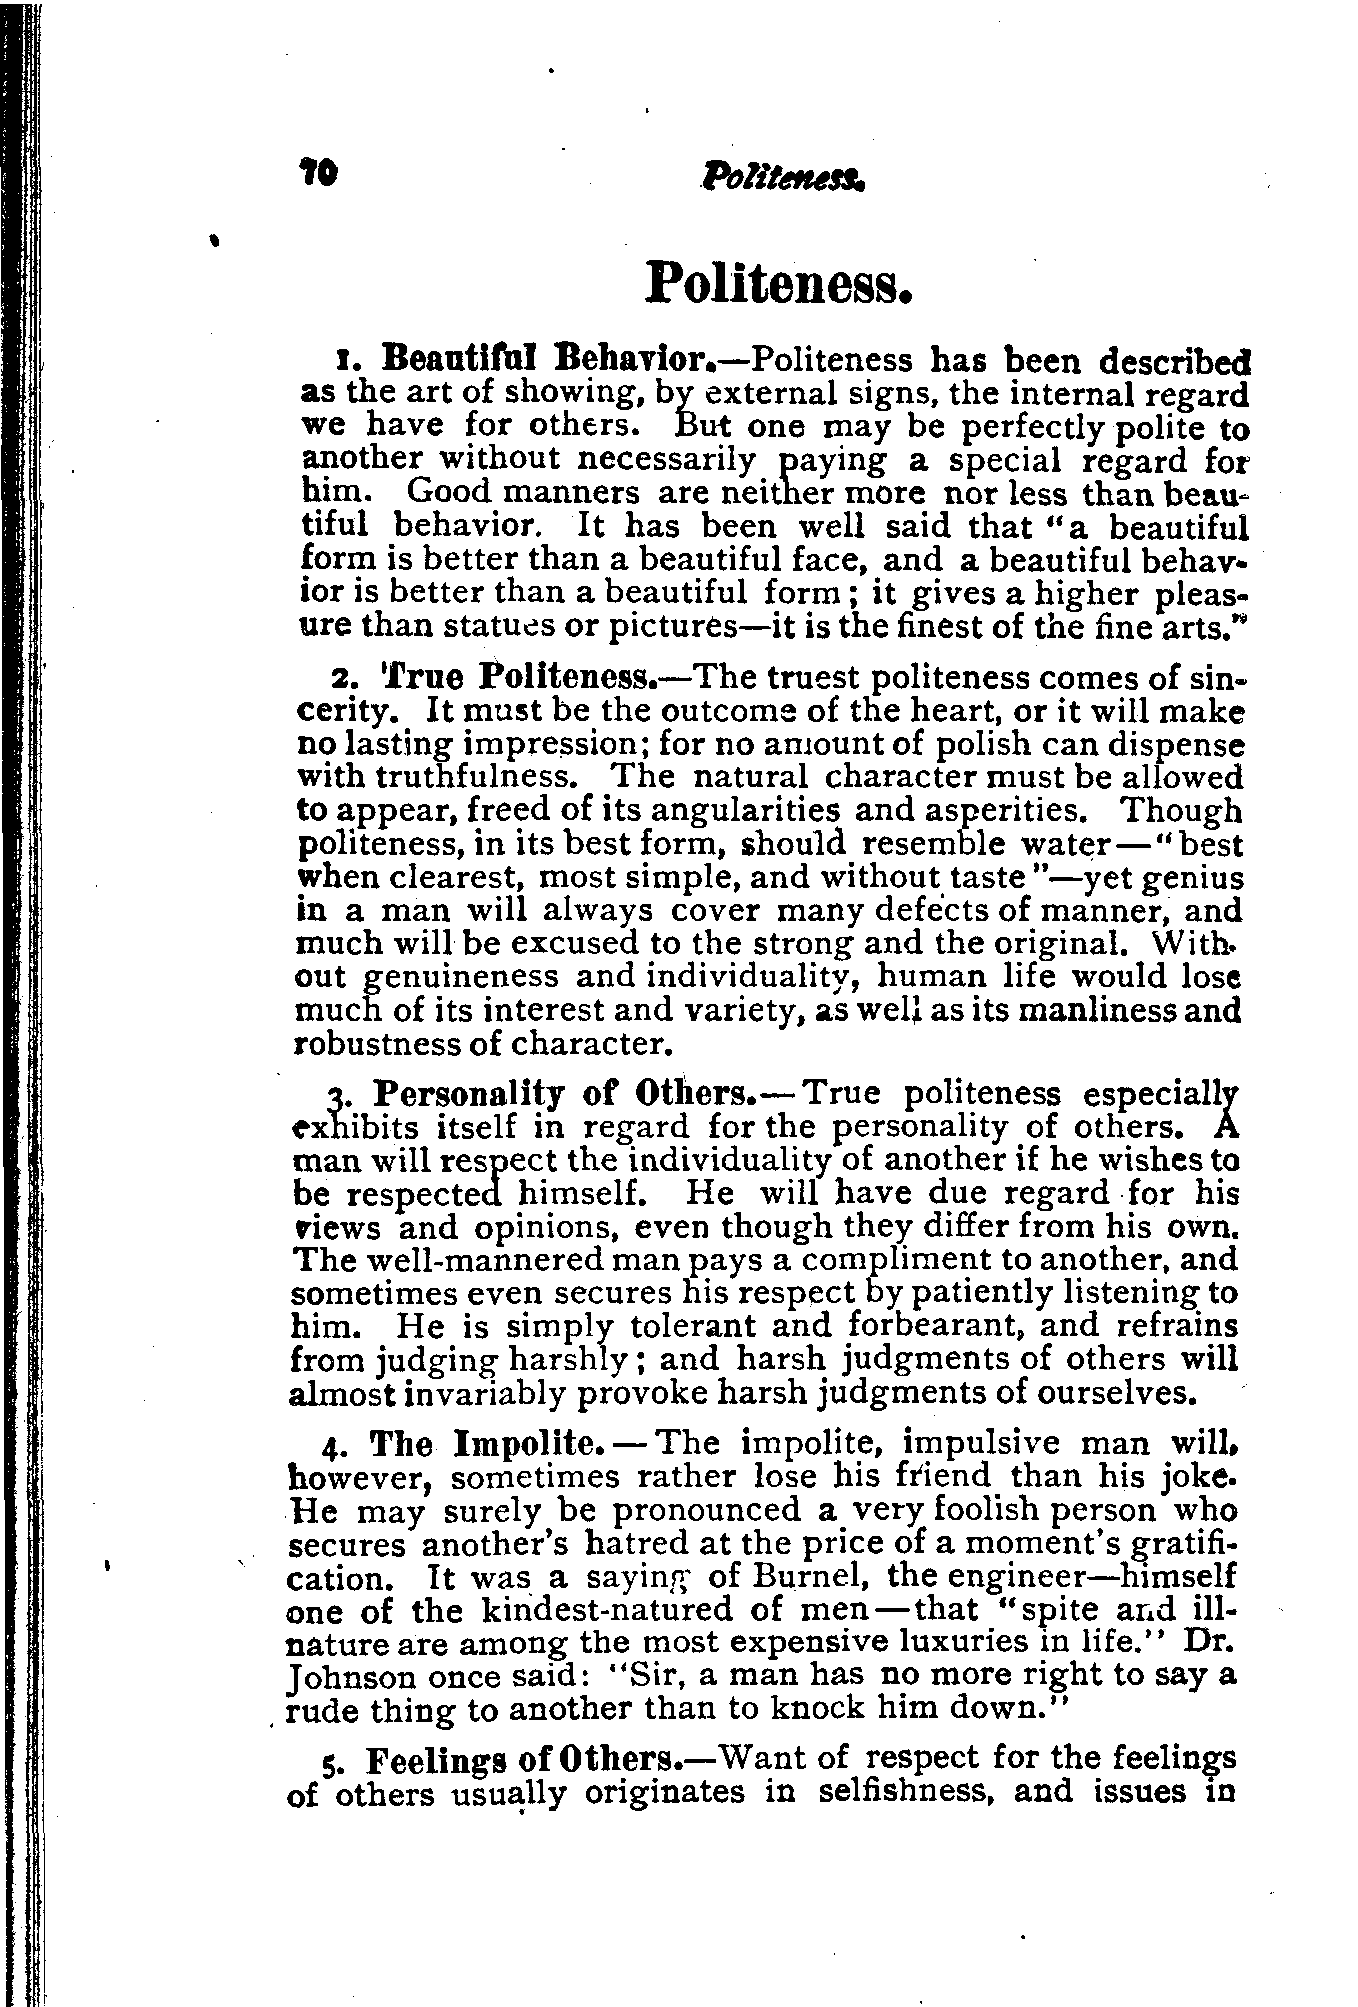 70 Politeness.
Politeness.
1. Beautiful Behavior.—Politeness has been described
as the art of showing, by external signs, the internal regard
we have for others. But one may be perfectly polite to
another without necessarily paying a special regard for
him. Good manners are neither more nor less than beau-
tiful behavior. It has been well said that "a beautiful
form is better than a beautiful face, and a beautiful behav-
ior is better than a beautiful form; it gives a higher pleas-
ure than statues or pictures—it is the finest of the fine arts."
2. True Politeness.—The truest politeness comes of sin-
cerity. It must be the outcome of the heart, or it will make
no lasting impression; for no amount of polish can dispense
with truthfulness. The natural character must be allowed
to appear, freed of its angularities and asperities. Though
politeness, in its best form, should resemble water—"best
when clearest, most simple, and without taste"—yet genius
in a man will always cover many defects of manner, and
much will be excused to the strong and the original. With-
out genuineness and individuality, human life would lose
much of its interest and variety, as well as its manliness and
robustness of character.
3. Personality of Others.—True politeness especially
exhibits itself in regard for the personality of others. A
man will respect the individuality of another if he wishes to
be respected himself. He will have due regard for his
views and opinions, even though they differ from his own.
The well-mannered man pays a compliment to another, and
sometimes even secures his respect by patiently listening to
him. He is simply tolerant and forbearant, and refrains
from judging harshly; and harsh judgments of others will
almost invariably provoke harsh judgments of ourselves.
4. The Impolite.—The impolite, impulsive man will,
however, sometimes rather lose his friend than his joke.
He may surely be pronounced a very foolish person who
secures another's hatred at the price of a moment's gratifi-
cation. It was a saying of Burnel, the engineer—himself
one of the kindest-natured of men—that "spite and ill-
nature are among the most expensive luxuries in life." Dr.
Johnson once said: "Sir, a man has no more right to say a
rude thing to another than to knock him down."
5. Feelings of Others.—Want of respect for the feelings
of others usually originates in selfishness, and issues in